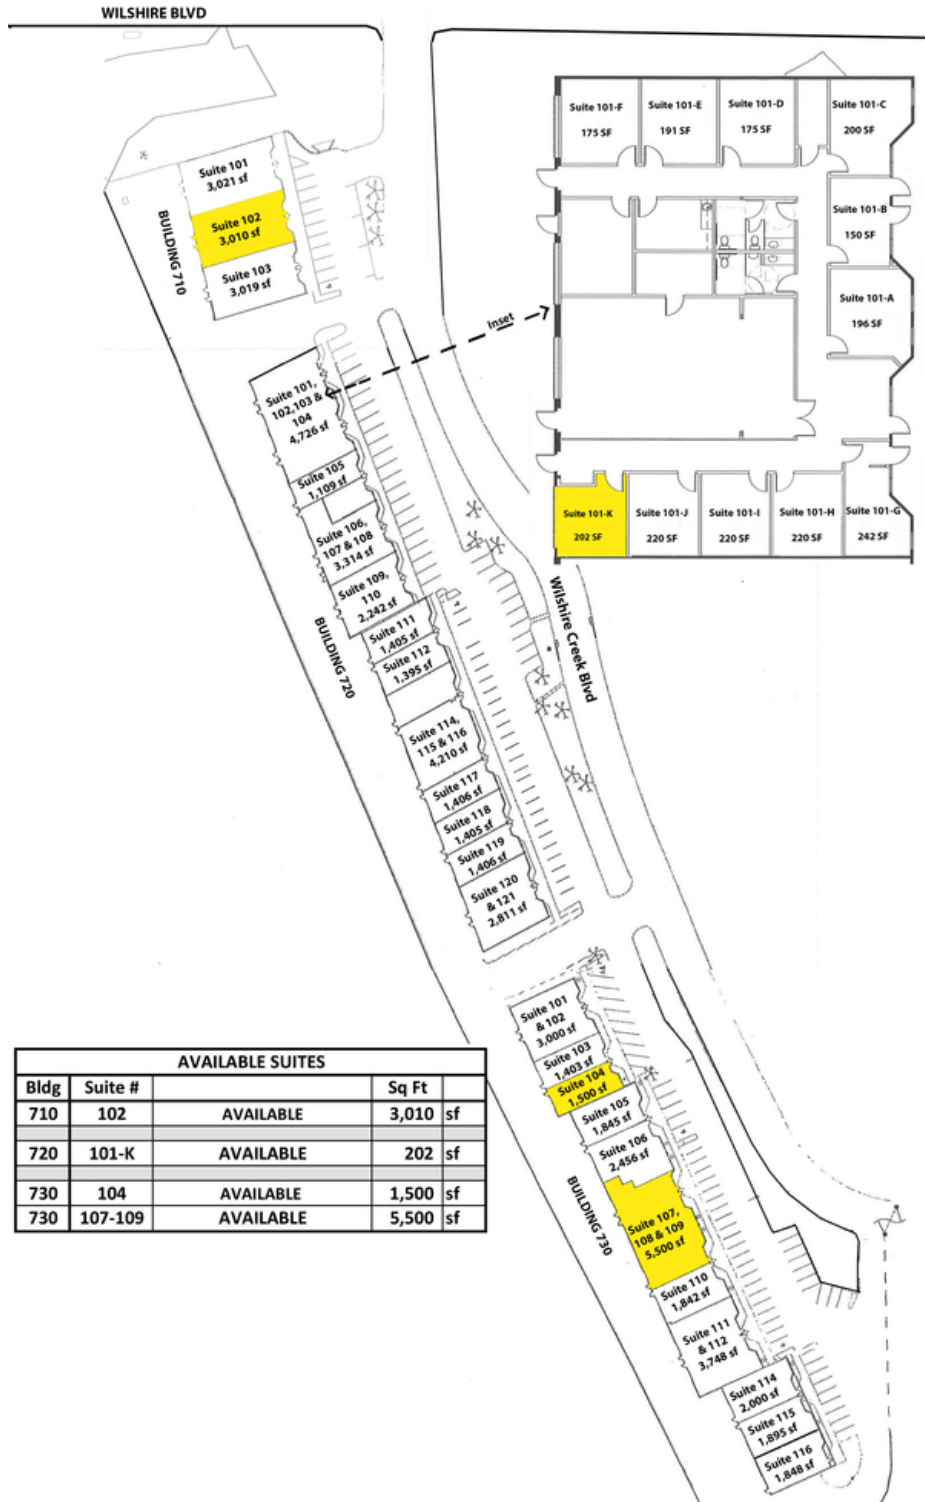 WILSHIRE BLVD
Suite 101
3,021 sf
Suite 102
3,010 sf
Suite 103
3,019 sf
BUILDING 710
Suite 101-F
175 SF
Suite 101-E
191 SF
Suite 101-D
175 SF
Suite 101-C
200 SF
Suite 101-B
150 SF
Suite 101-A
196 SF
Suite 101-K
202 SF
Suite 101-J
220 SF
Suite 101-I
220 SF
Suite 101-H
220 SF
Suite 101-G
242 SF
Inset
Suite 101,
102,103 &
104
4,726 sf
Suite 105
1,109 sf
Suite 106,
107 & 108
3,314 sf
Suite 109,
110
2,242 sf
Suite 111
1,405 sf
Suite 112
1,395 sf
BUILDING 720
Suite 114,
115 & 116
4,210 sf
Suite 117
1,406 sf
Suite 118
1,405 sf
Suite 119
1,406 sf
Suite 120
& 121
2,811 sf
Wilshire Creek Blvd
Suite 101
& 102
3,000 sf
Suite 103
1,403 sf
Suite 104
1,500 sf
Suite 105
1,845 sf
Suite 106
2,456 sf
BUILDING 730
Suite 107,
108 & 109
5,500 sf
Suite 110
1,842 sf
Suite 111
& 112
3,748 sf
Suite 114
2,000 sf
Suite 115
1,895 sf
Suite 116
1,848 sf
AVAILABLE SUITES
Bldg Suite # Sq Ft
710 102 AVAILABLE 3,010 sf
720 101-K AVAILABLE 202 sf
730 104 AVAILABLE 1,500 sf
730 107-109 AVAILABLE 5,500 sf